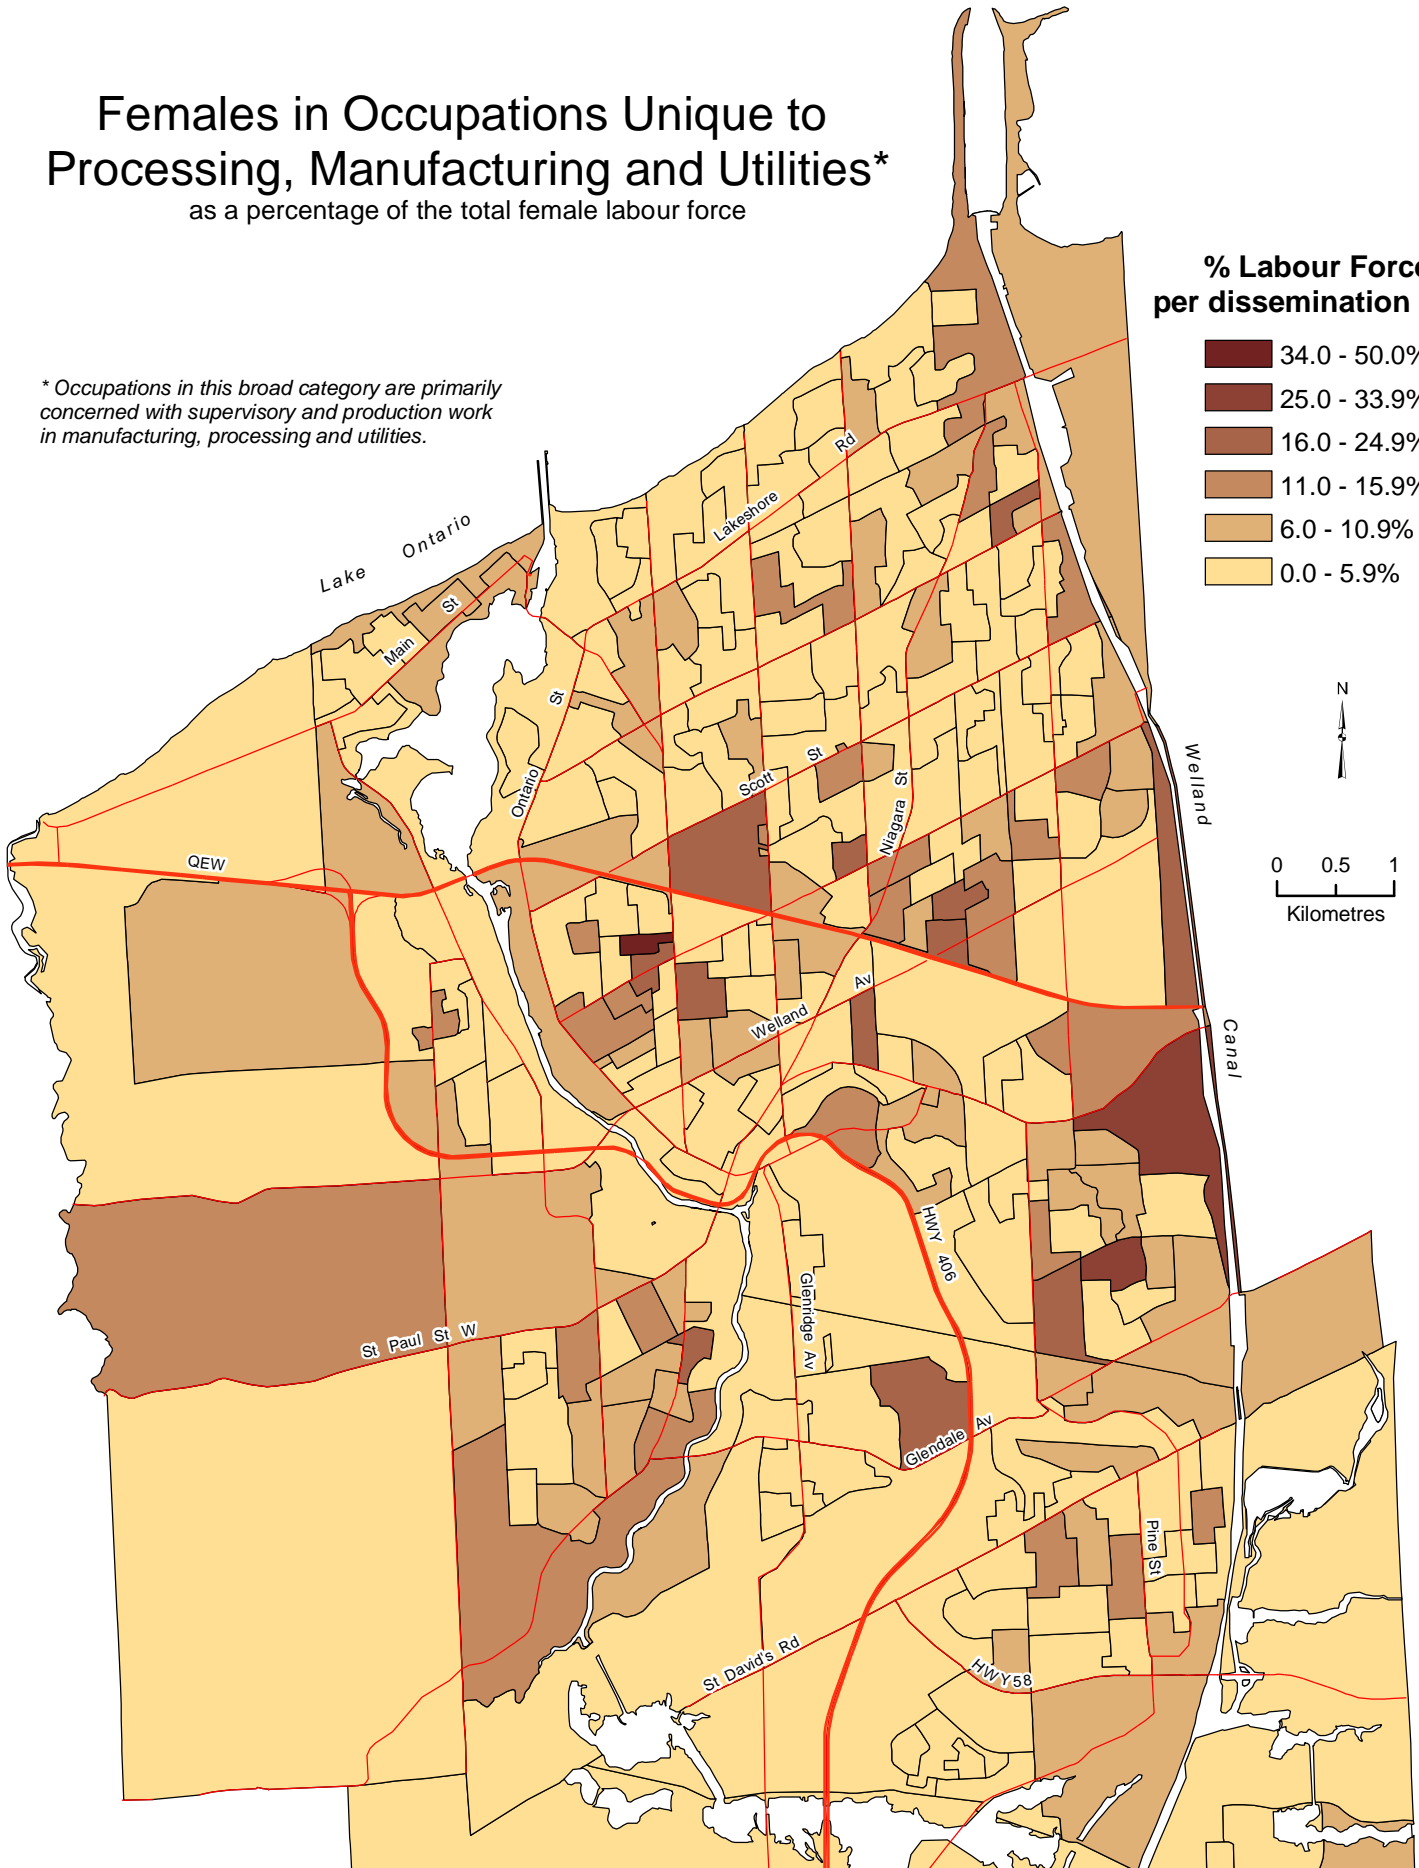 Females in Occupations Unique to
Processing, Manufacturing and Utilities*
as a percentage of the total female labour force
% Labour Force
per dissemination
34.0 - 50.0%
25.0 - 33.9%
16.0 - 24.9%
11.0 - 15.9%
6.0 - 10.9%
0.0 - 5.9%
* Occupations in this broad category are primarily
concerned with supervisory and production work
in manufacturing, processing and utilities.
Lake Ontario
Main St
Lakeshore Rd
Ontario St
Scott St
Niagara St
N
0 0.5 1
Kilometres
Welland
Canal
QEW
Welland Av
HWY 406
Glenridge Av
St Paul St W
Glendale Av
Pine St
St David's Rd
HWY58